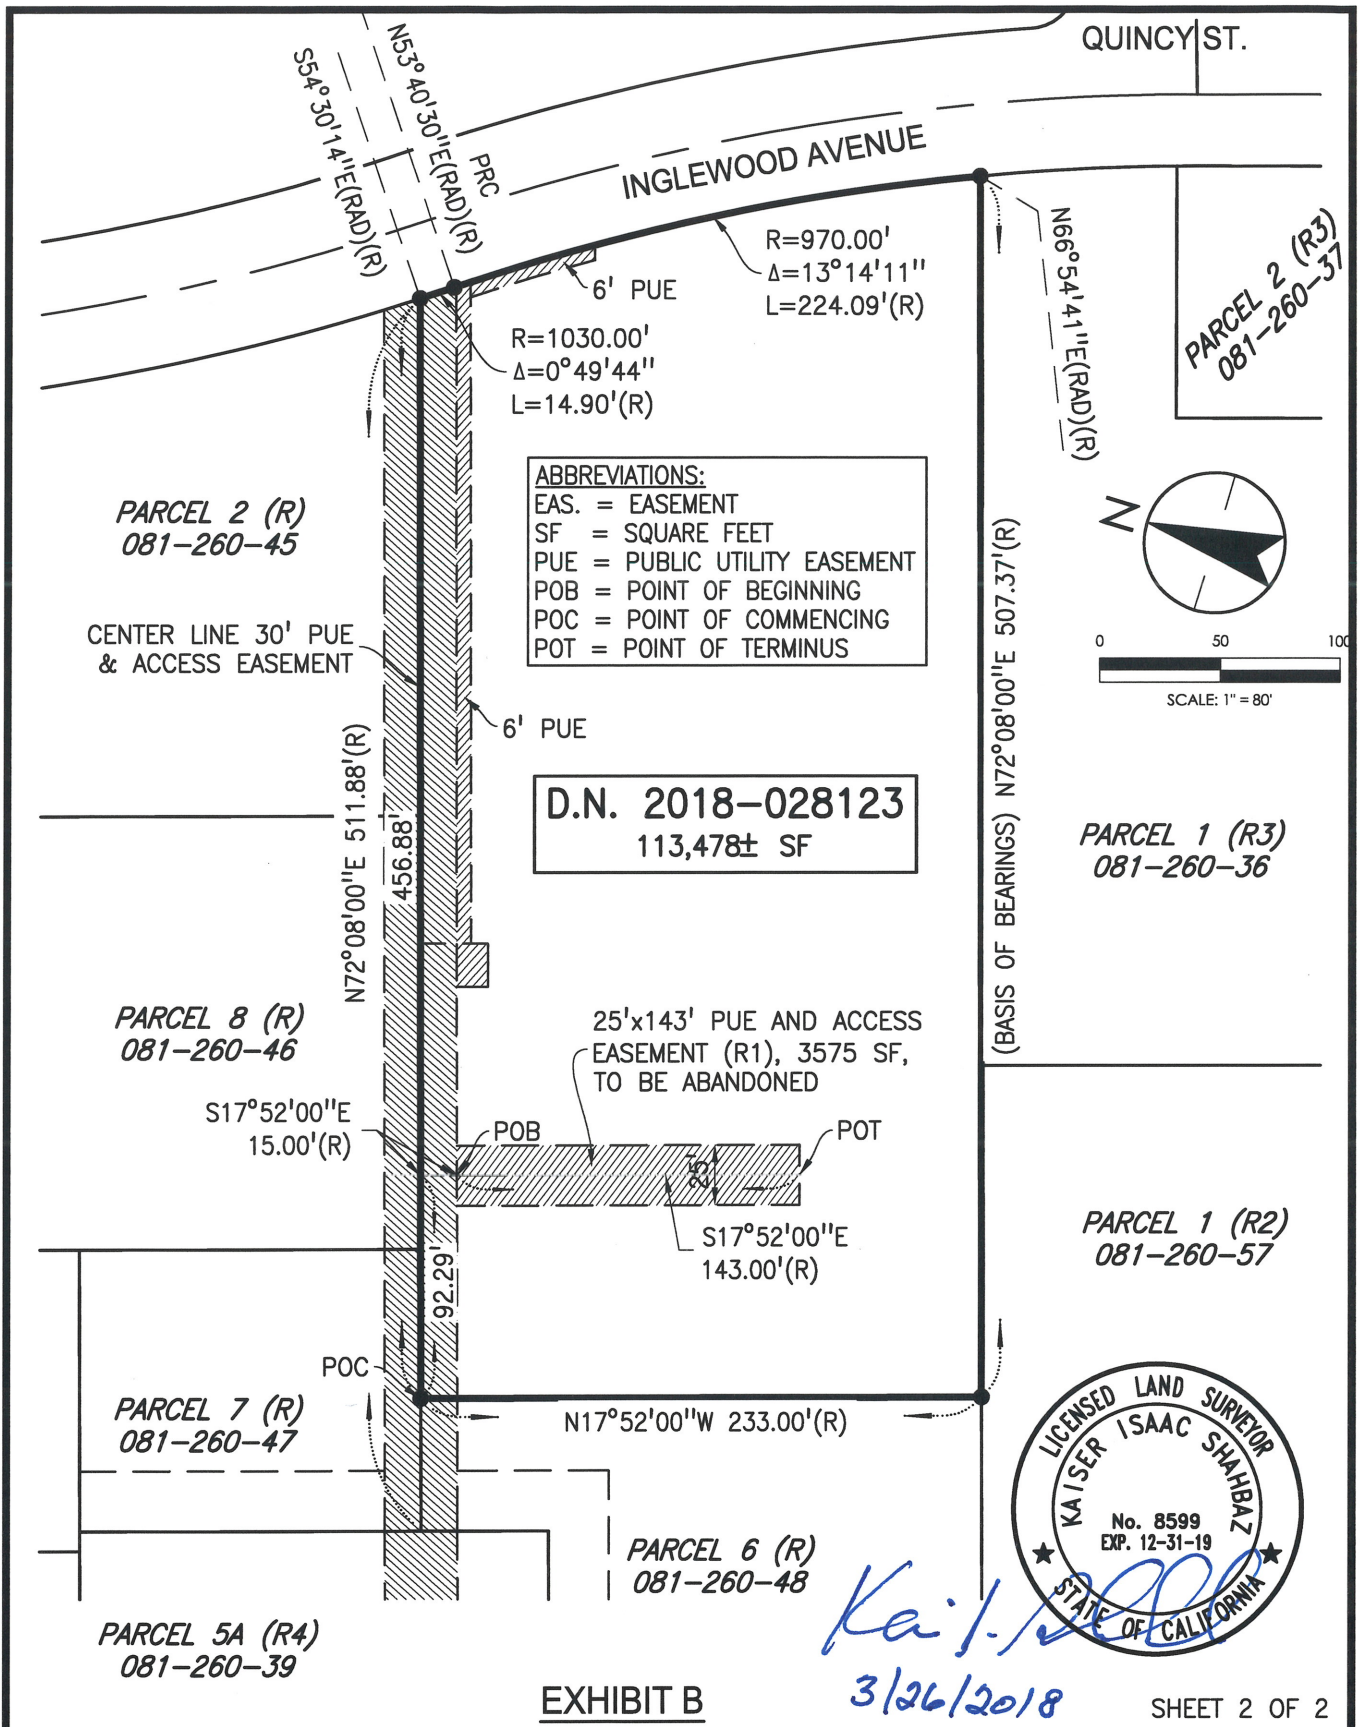 QUINCY ST.
N53°40'30"E(RAD)(R)
S54°30'14"E(RAD)(R)
PRC
INGLEWOOD AVENUE
R=970.00'
Δ=13°14'11"
L=224.09'(R)
6' PUE
N66°54'41"E(RAD)(R)
PARCEL 2 (R3)
081-260-37
R=1030.00'
Δ=0°49'44"
L=14.90'(R)
ABBREVIATIONS:
EAS. = EASEMENT
SF = SQUARE FEET
PUE = PUBLIC UTILITY EASEMENT
POB = POINT OF BEGINNING
POC = POINT OF COMMENCING
POT = POINT OF TERMINUS
PARCEL 2 (R)
081-260-45
N
0 50 100
SCALE: 1" = 80'
CENTER LINE 30' PUE
& ACCESS EASEMENT
6' PUE
N72°08'00"E 511.88'(R)
456.88'
D.N. 2018-028123
113,478± SF
(BASIS OF BEARINGS) N72°08'00"E 507.37'(R)
PARCEL 1 (R3)
081-260-36
PARCEL 8 (R)
081-260-46
25'x143' PUE AND ACCESS
EASEMENT (R1), 3575 SF,
TO BE ABANDONED
S17°52'00"E
15.00'(R)
POB
POT
25'
S17°52'00"E
143.00'(R)
92.29'
PARCEL 1 (R2)
081-260-57
POC
N17°52'00"W 233.00'(R)
PARCEL 7 (R)
081-260-47
PARCEL 6 (R)
081-260-48
PARCEL 5A (R4)
081-260-39
LICENSED LAND SURVEYOR
KAISER ISAAC SHAHBAZ
No. 8599
EXP. 12-31-19
STATE OF CALIFORNIA
3/26/2018
EXHIBIT B
SHEET 2 OF 2